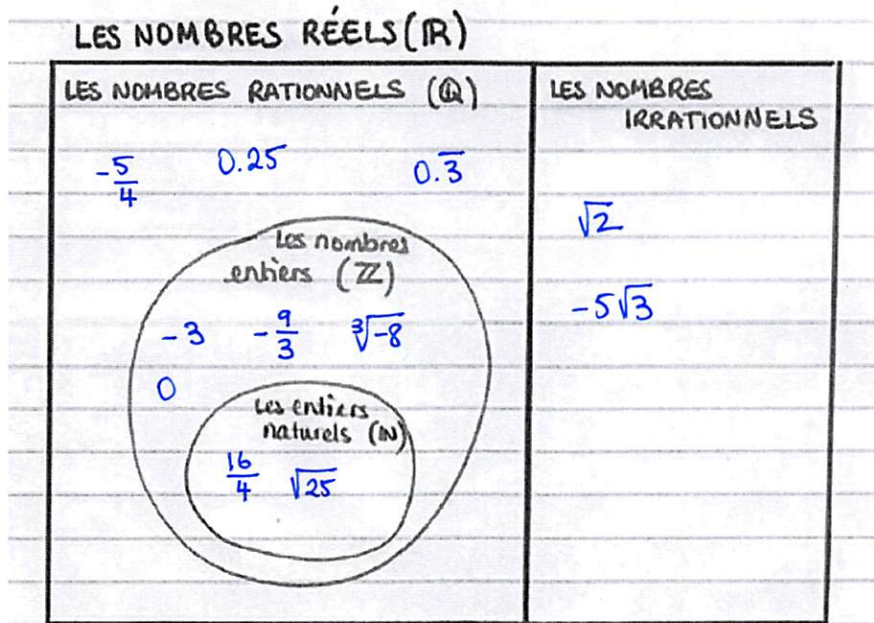 LES NOMBRES RÉELS (ℝ)
LES NOMBRES RATIONNELS (ℚ)
-5/4 0.25 0.3̅
Les nombres
entiers (ℤ)
-3 -9/3 ∛-8
0
Les entiers
naturels (ℕ)
16/4 √25
LES NOMBRES
IRRATIONNELS
√2
-5√3